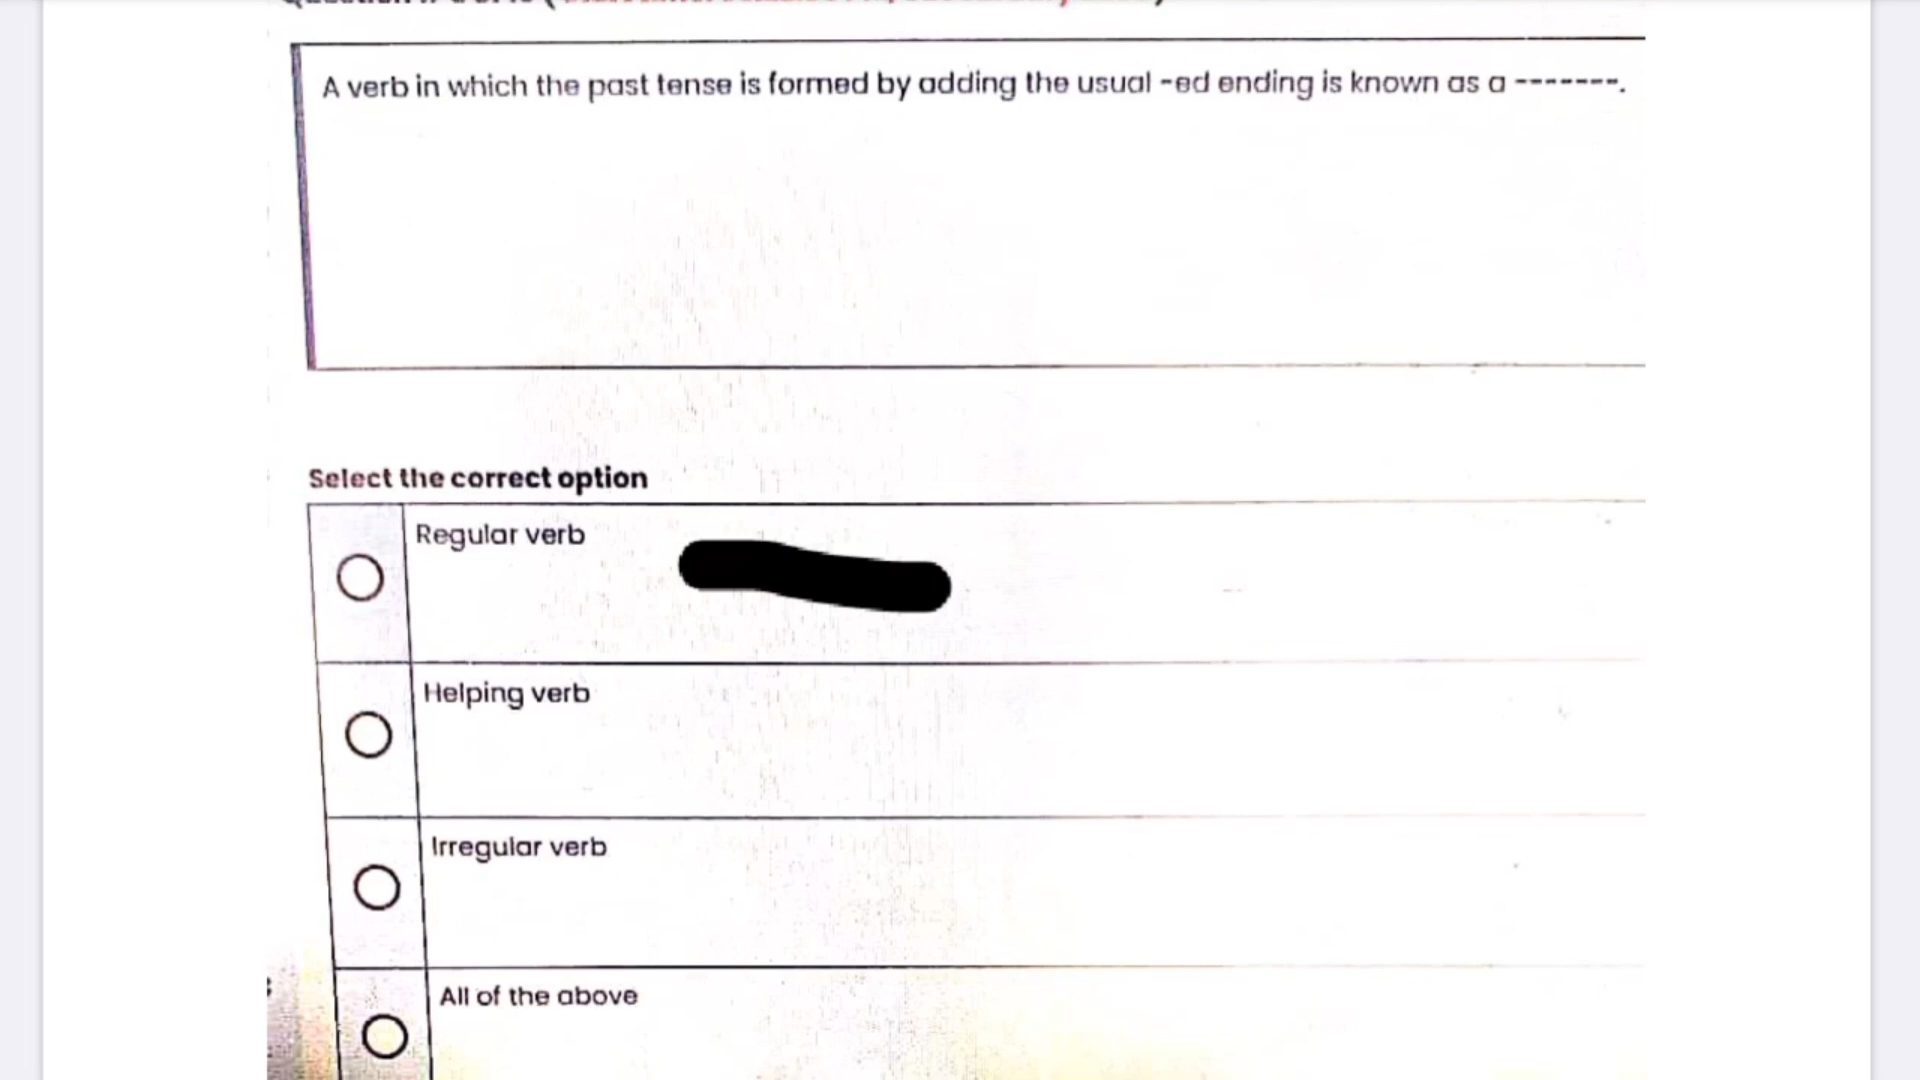 A verb in which the past tense is formed by adding the usual -ed ending is known as a -------.
Select the correct option
Regular verb
Helping verb
Irregular verb
All of the above